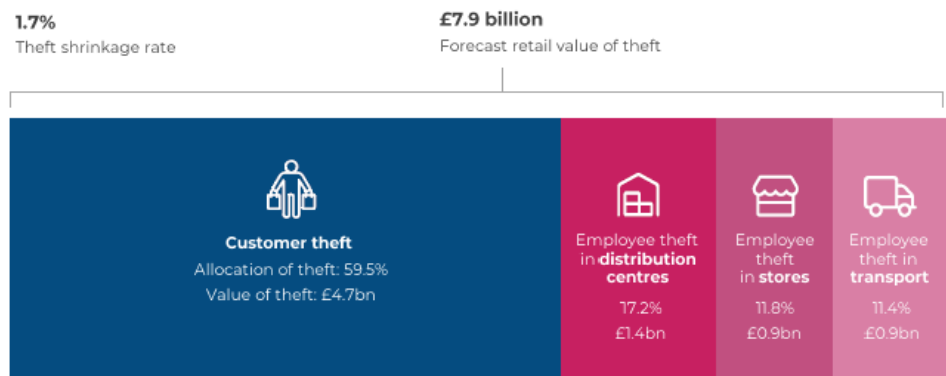 1.7%
Theft shrinkage rate
£7.9 billion
Forecast retail value of theft
Customer theft
Allocation of theft: 59.5%
Value of theft: £4.7bn
Employee theft
in distribution
centres
17.2%
£1.4bn
Employee
theft
in stores
11.8%
£0.9bn
Employee
theft in
transport
11.4%
£0.9bn